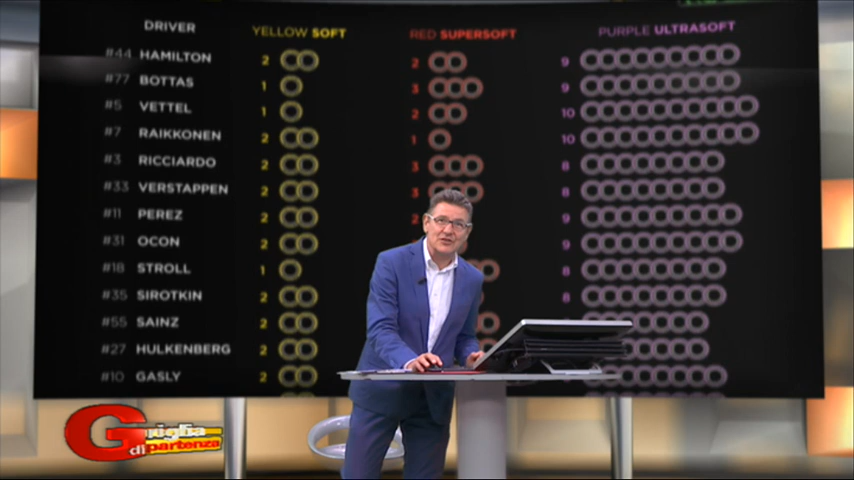 DRIVER YELLOW SOFT RED SUPERSOFT PURPLE ULTRASOFT
#44 HAMILTON 2 2 9
#77 BOTTAS 1 3 9
#5 VETTEL 1 2 10
#7 RAIKKONEN 2 1 10
#3 RICCIARDO 2 3 8
#33 VERSTAPPEN 2 3 8
#11 PEREZ 2 2 9
#31 OCON 2 9
#18 STROLL 1 8
#35 SIROTKIN 2 8
#55 SAINZ 2
#27 HULKENBERG 2
#10 GASLY 2
Griglia
di partenza